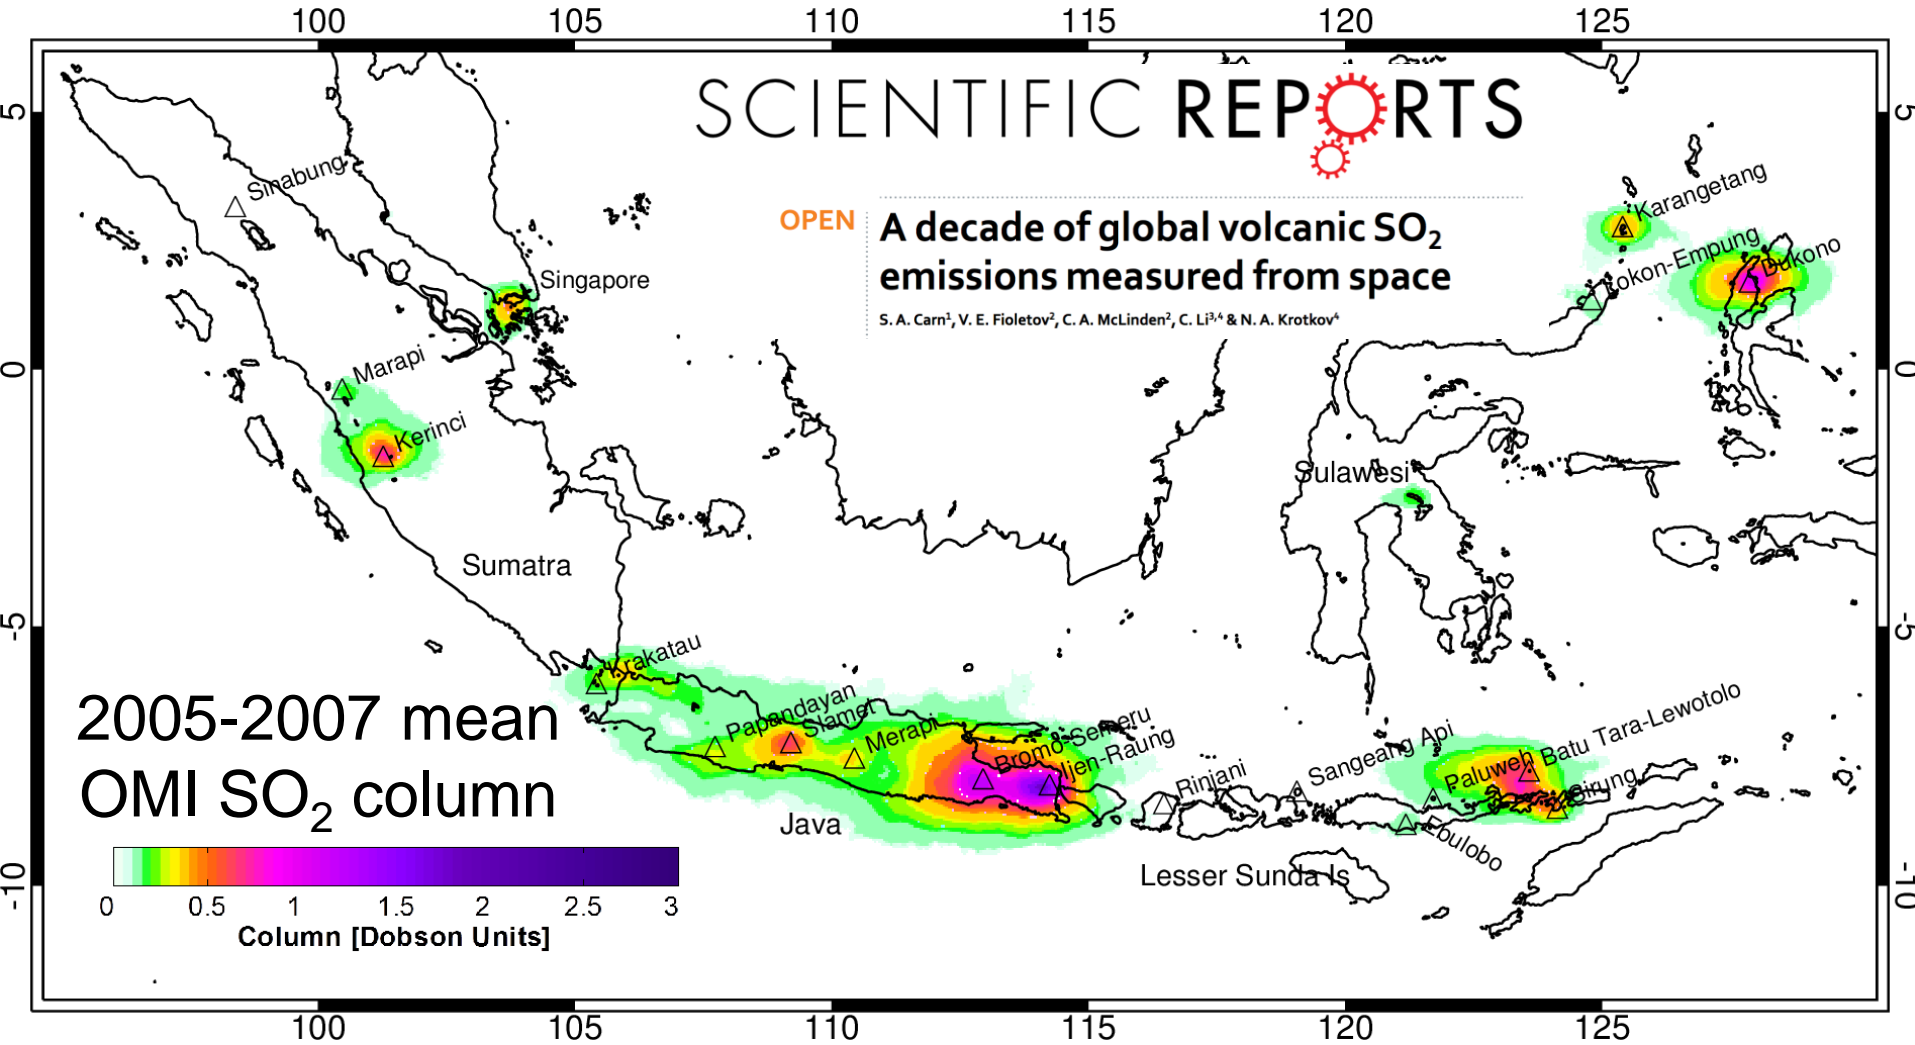 100 105 110 115 120 125
5 5
SCIENTIFIC REPORTS
OPEN
A decade of global volcanic SO₂
emissions measured from space
S. A. Carn¹, V. E. Fioletov², C. A. McLinden², C. Li³,⁴ & N. A. Krotkov⁴
Sinabung
Karangetang
Lokon-Empung
Dukono
Singapore
0 0
Marapi
Kerinci
Sulawesi
Sumatra
-5 -5
Krakatau
2005-2007 mean
OMI SO₂ column
Papandayan
Slamet
Merapi
Bromo-Semeru
Ijen-Raung
Rinjani
Sangeang Api
Paluweh
Batu Tara-Lewotolo
Sirung
Ebulobo
Java
Lesser Sunda Is
-10 -10
0 0.5 1 1.5 2 2.5 3
Column [Dobson Units]
100 105 110 115 120 125